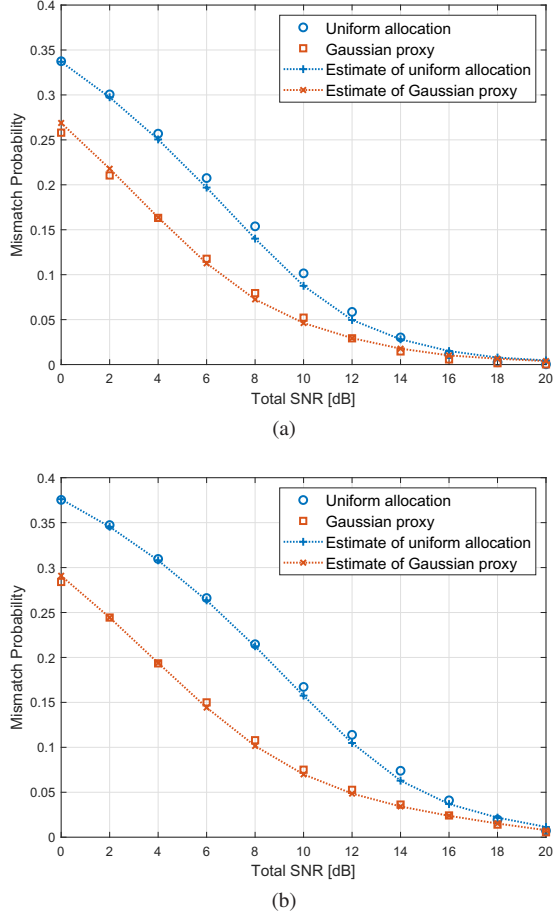 0.4
0.35
0.3
0.25
0.2
0.15
0.1
0.05
0
Mismatch Probability
Uniform allocation
Gaussian proxy
Estimate of uniform allocation
Estimate of Gaussian proxy
0 2 4 6 8 10 12 14 16 18 20
Total SNR [dB]
(a)
0.4
0.35
0.3
0.25
0.2
0.15
0.1
0.05
0
Mismatch Probability
Uniform allocation
Gaussian proxy
Estimate of uniform allocation
Estimate of Gaussian proxy
0 2 4 6 8 10 12 14 16 18 20
Total SNR [dB]
(b)